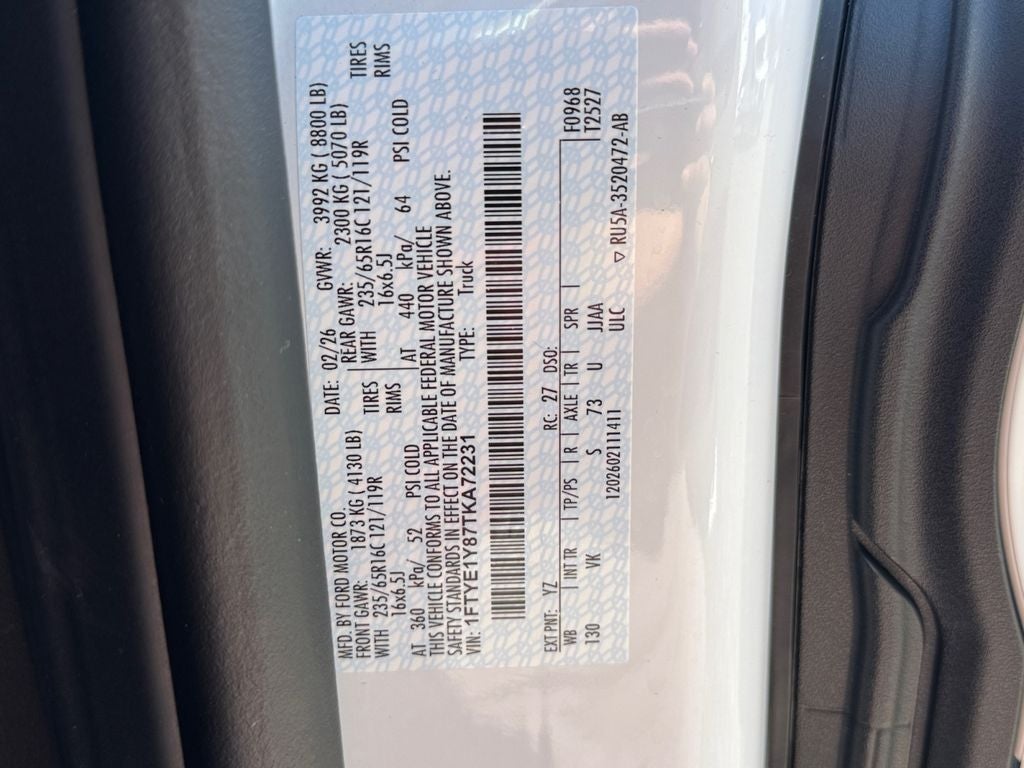 MFD. BY FORD MOTOR CO. DATE: 02/26 GVWR: 3992 KG ( 8800 LB)
FRONT GAWR: 1873 KG ( 4130 LB) REAR GAWR: 2300 KG ( 5070 LB)
WITH 235/65R16C 121/119R TIRES WITH 235/65R16C 121/119R TIRES
16x6.5J RIMS 16x6.5J RIMS
AT 360 kPa/ 52 PSI COLD AT 440 kPa/ 64 PSI COLD
THIS VEHICLE CONFORMS TO ALL APPLICABLE FEDERAL MOTOR VEHICLE
SAFETY STANDARDS IN EFFECT ON THE DATE OF MANUFACTURE SHOWN ABOVE.
VIN: 1FTYE1Y87TKA72231 TYPE: Truck
EXT PNT: YZ RC: 27 DSO: F0968
WB INT TR TP/PS R AXLE TR SPR T2527
130 VK S 73 U JJAA
12026021111411 ULC ▽ RU5A-3520472-AB